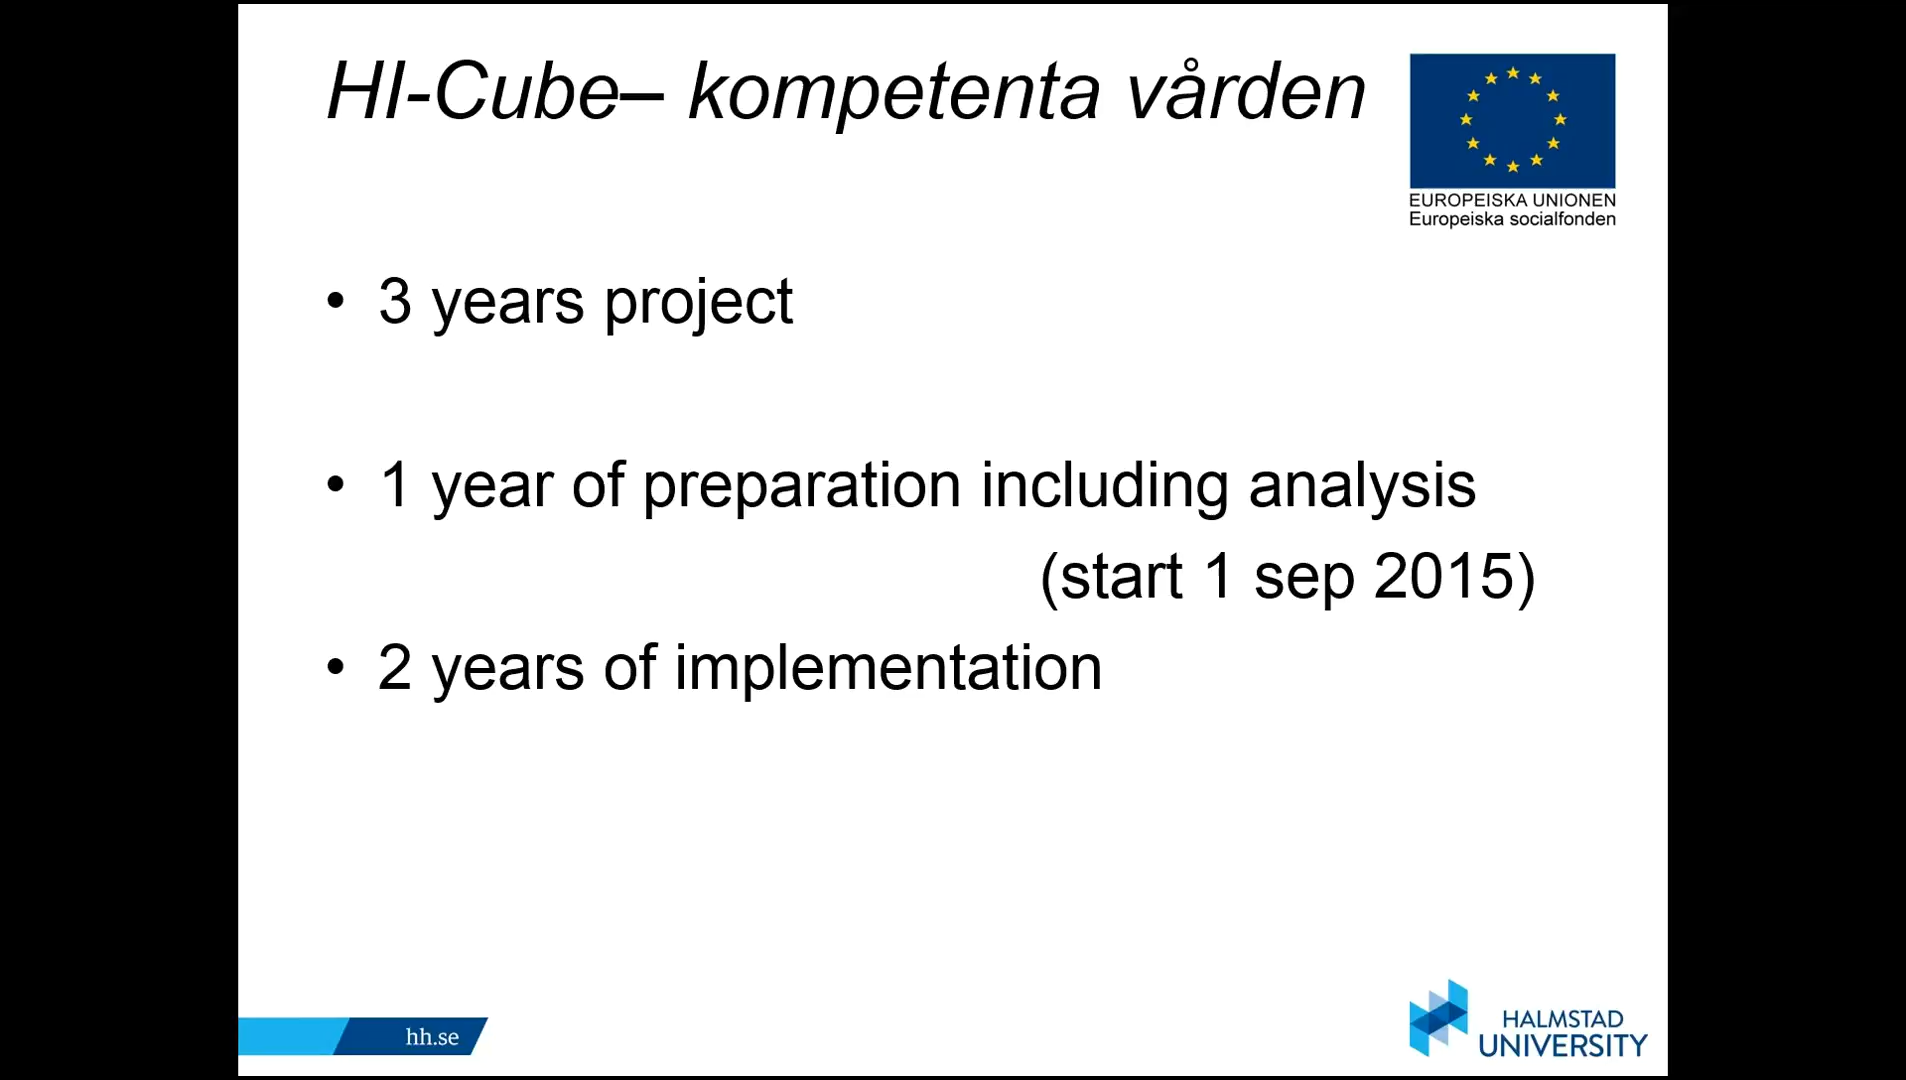 HI-Cube– kompetenta vården
EUROPEISKA UNIONEN
Europeiska socialfonden
• 3 years project
• 1 year of preparation including analysis
(start 1 sep 2015)
• 2 years of implementation
hh.se
HALMSTAD
UNIVERSITY